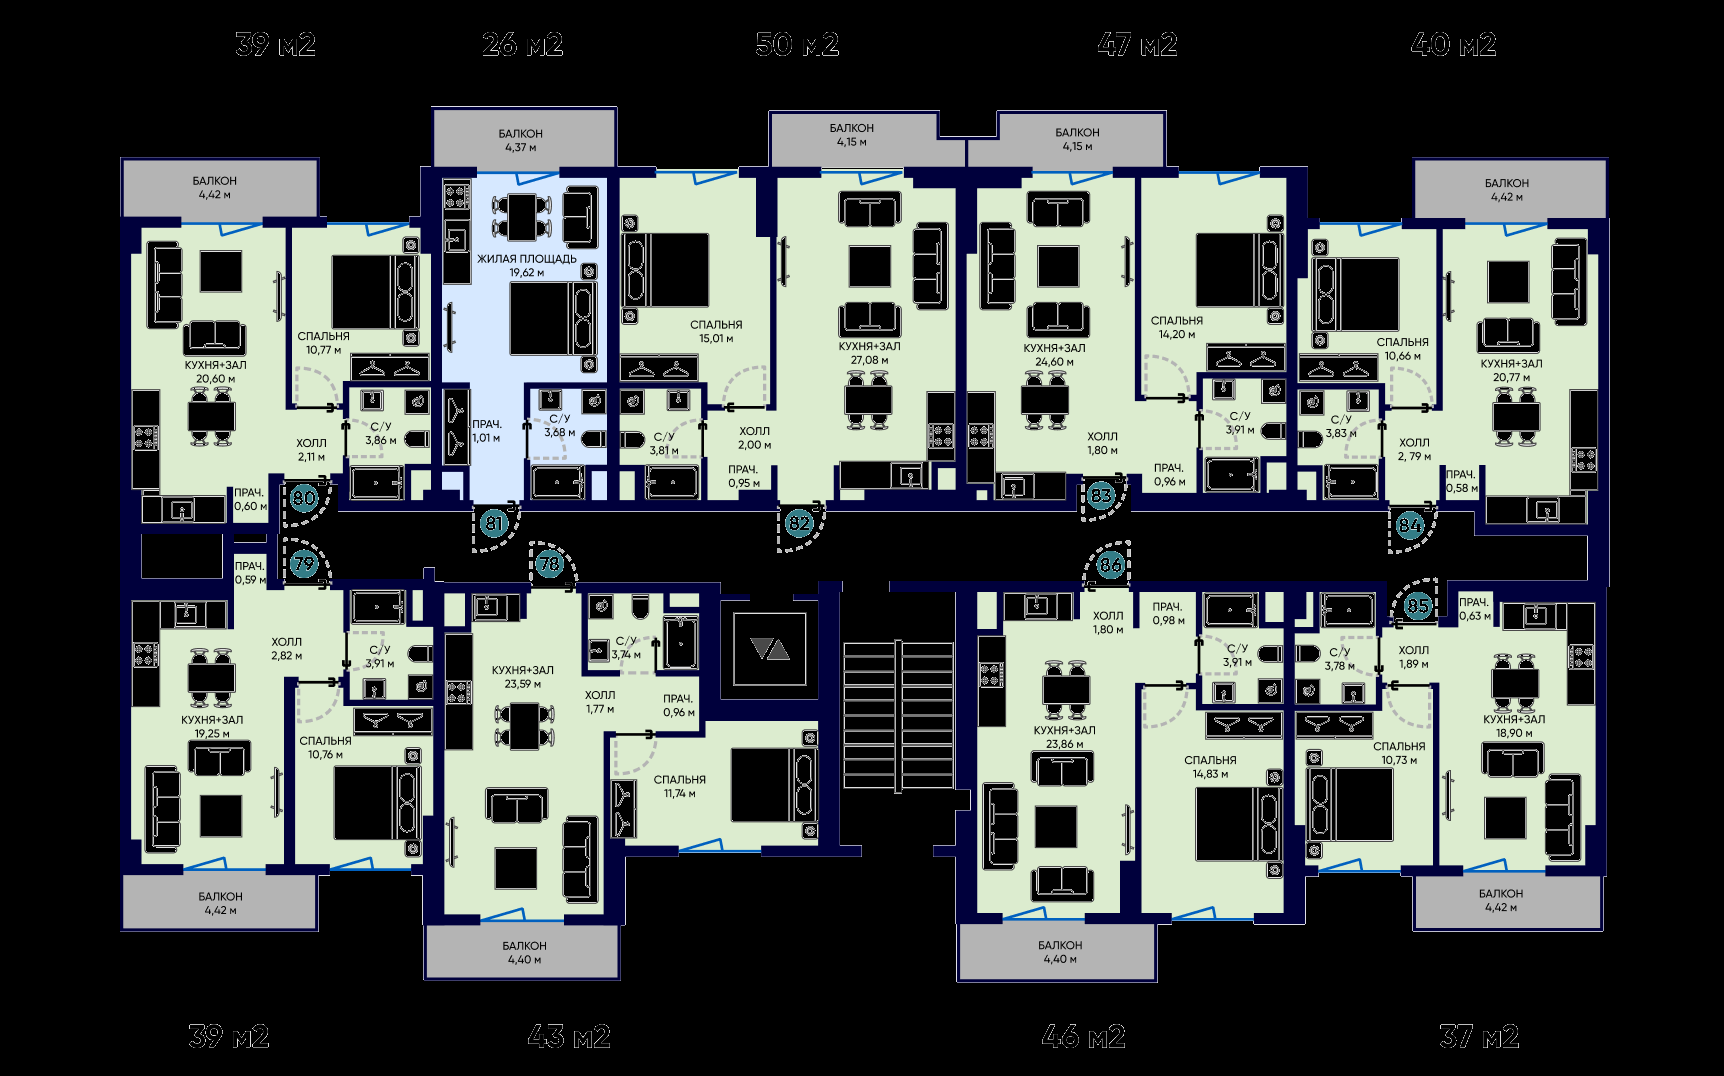 39 м2
26 м2
50 м2
47 м2
40 м2
БАЛКОН
4,42 м
БАЛКОН
4,37 м
БАЛКОН
4,15 м
БАЛКОН
4,15 м
БАЛКОН
4,42 м
КУХНЯ+ЗАЛ
20,60 м
СПАЛЬНЯ
10,77 м
С/У
3,86 м
ХОЛЛ
2,11 м
ПРАЧ.
0,60 м
80
ЖИЛАЯ ПЛОЩАДЬ
19,62 м
ПРАЧ.
1,01 м
С/У
3,68 м
81
СПАЛЬНЯ
15,01 м
КУХНЯ+ЗАЛ
27,08 м
С/У
3,81 м
ХОЛЛ
2,00 м
ПРАЧ.
0,95 м
82
КУХНЯ+ЗАЛ
24,60 м
СПАЛЬНЯ
14,20 м
ХОЛЛ
1,80 м
С/У
3,91 м
ПРАЧ.
0,96 м
83
СПАЛЬНЯ
10,66 м
КУХНЯ+ЗАЛ
20,77 м
С/У
3,83 м
ХОЛЛ
2,79 м
ПРАЧ.
0,58 м
84
79
ПРАЧ.
0,59 м
ХОЛЛ
2,82 м
С/У
3,91 м
КУХНЯ+ЗАЛ
19,25 м
СПАЛЬНЯ
10,76 м
БАЛКОН
4,42 м
78
КУХНЯ+ЗАЛ
23,59 м
С/У
3,74 м
ХОЛЛ
1,77 м
ПРАЧ.
0,96 м
СПАЛЬНЯ
11,74 м
БАЛКОН
4,40 м
86
ХОЛЛ
1,80 м
ПРАЧ.
0,98 м
С/У
3,91 м
КУХНЯ+ЗАЛ
23,86 м
СПАЛЬНЯ
14,83 м
БАЛКОН
4,40 м
85
ПРАЧ.
0,63 м
С/У
3,78 м
ХОЛЛ
1,89 м
КУХНЯ+ЗАЛ
18,90 м
СПАЛЬНЯ
10,73 м
БАЛКОН
4,42 м
39 м2
43 м2
46 м2
37 м2